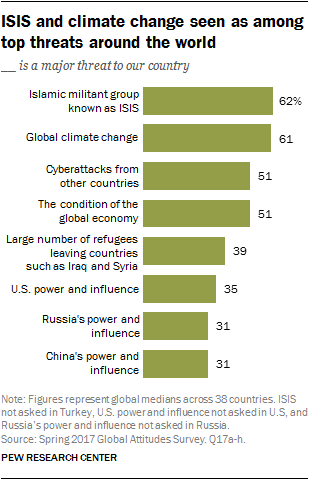 ISIS and climate change seen as among
top threats around the world
__ is a major threat to our country
Islamic militant group
known as ISIS
62%
Global climate change
61
Cyberattacks from
other countries
51
The condition of the
global economy
51
Large number of refugees
leaving countries
such as Iraq and Syria
39
U.S. power and influence
35
Russia's power and
influence
31
China's power and
influence
31
Note: Figures represent global medians across 38 countries. ISIS
not asked in Turkey, U.S. power and influence not asked in U.S, and
Russia's power and influence not asked in Russia.
Source: Spring 2017 Global Attitudes Survey. Q17a-h.
PEW RESEARCH CENTER